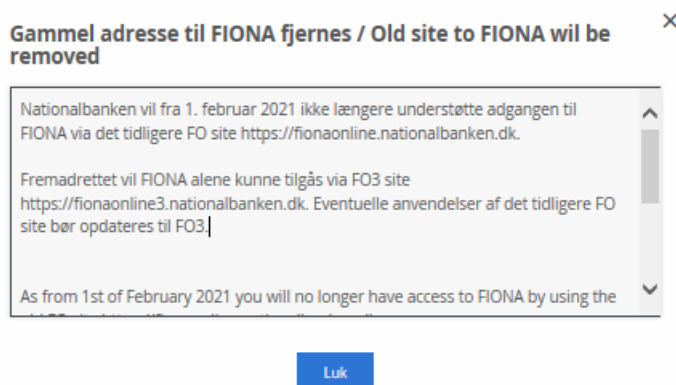 Gammel adresse til FIONA fjernes / Old site to FIONA wil be
removed
Nationalbanken vil fra 1. februar 2021 ikke længere understøtte adgangen til
FIONA via det tidligere FO site https://fionaonline.nationalbanken.dk.
Fremadrettet vil FIONA alene kunne tilgås via FO3 site
https://fionaonline3.nationalbanken.dk. Eventuelle anvendelser af det tidligere FO
site bør opdateres til FO3.
As from 1st of February 2021 you will no longer have access to FIONA by using the
Luk